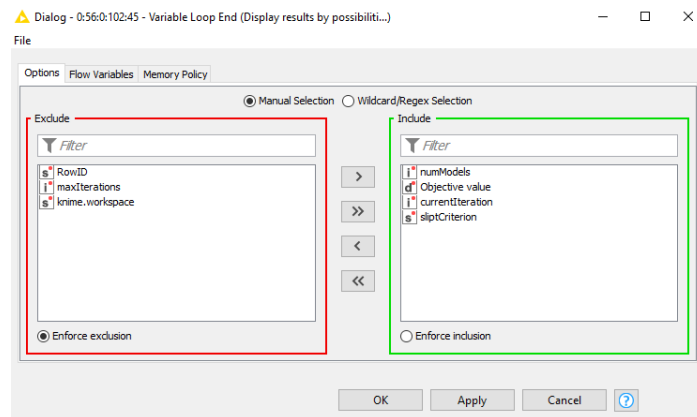 Dialog - 0:56:0:102:45 - Variable Loop End (Display results by possibiliti...)
File
Options Flow Variables Memory Policy
Manual Selection Wildcard/Regex Selection
Exclude
Filter
s RowID
i maxIterations
s knime.workspace
Enforce exclusion
>
>>
<
<<
Include
Filter
i numModels
d Objective value
i currentIteration
s sliptCriterion
Enforce inclusion
OK Apply Cancel ?